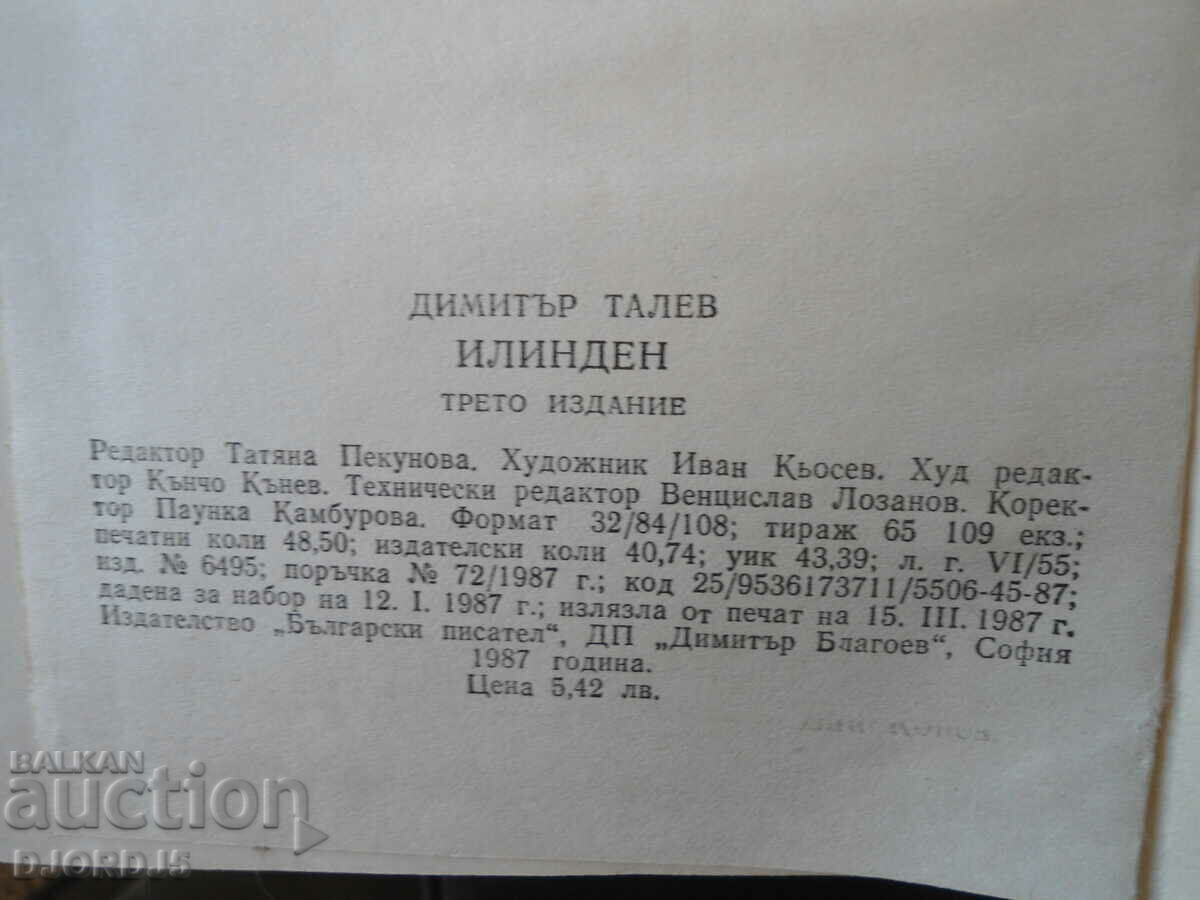 ДИМИТЪР ТАЛЕВ
ИЛИНДЕН
ТРЕТО ИЗДАНИЕ
Редактор Татяна Пекунова. Художник Иван Кьосев. Худ редак-
тор Кънчо Кънев. Технически редактор Венцислав Лозанов. Корек-
тор Паунка Камбурова. Формат 32/84/108; тираж 65 109 екз.;
печатни коли 48,50; издателски коли 40,74; уик 43,39; л. г. VI/55;
изд. № 6495; поръчка № 72/1987 г.; код 25/9536173711/5506-45-87;
дадена за набор на 12. I. 1987 г.; излязла от печат на 15. III. 1987 г.
Издателство „Български писател“, ДП „Димитър Благоев“, София
1987 година.
Цена 5,42 лв.
BALKAN
auction
DJORDJ5